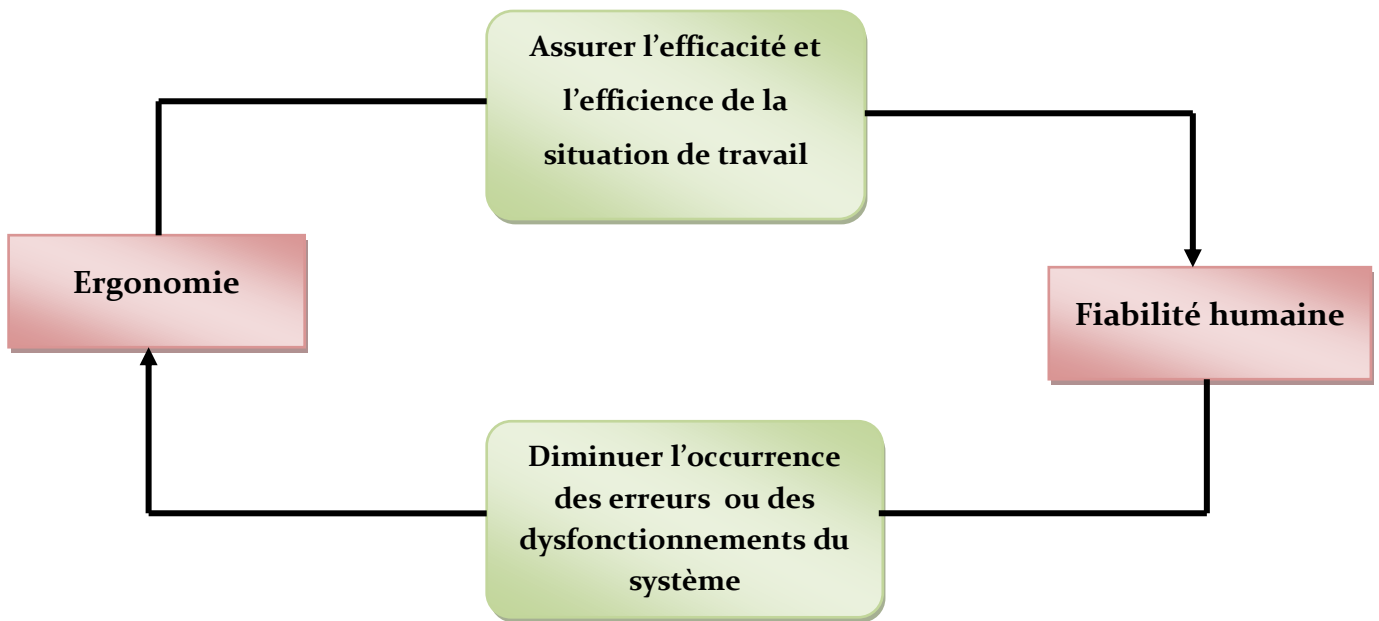 Assurer l’efficacité et
l’efficience de la
situation de travail
Ergonomie
Fiabilité humaine
Diminuer l’occurrence
des erreurs  ou des
dysfonctionnements du
système